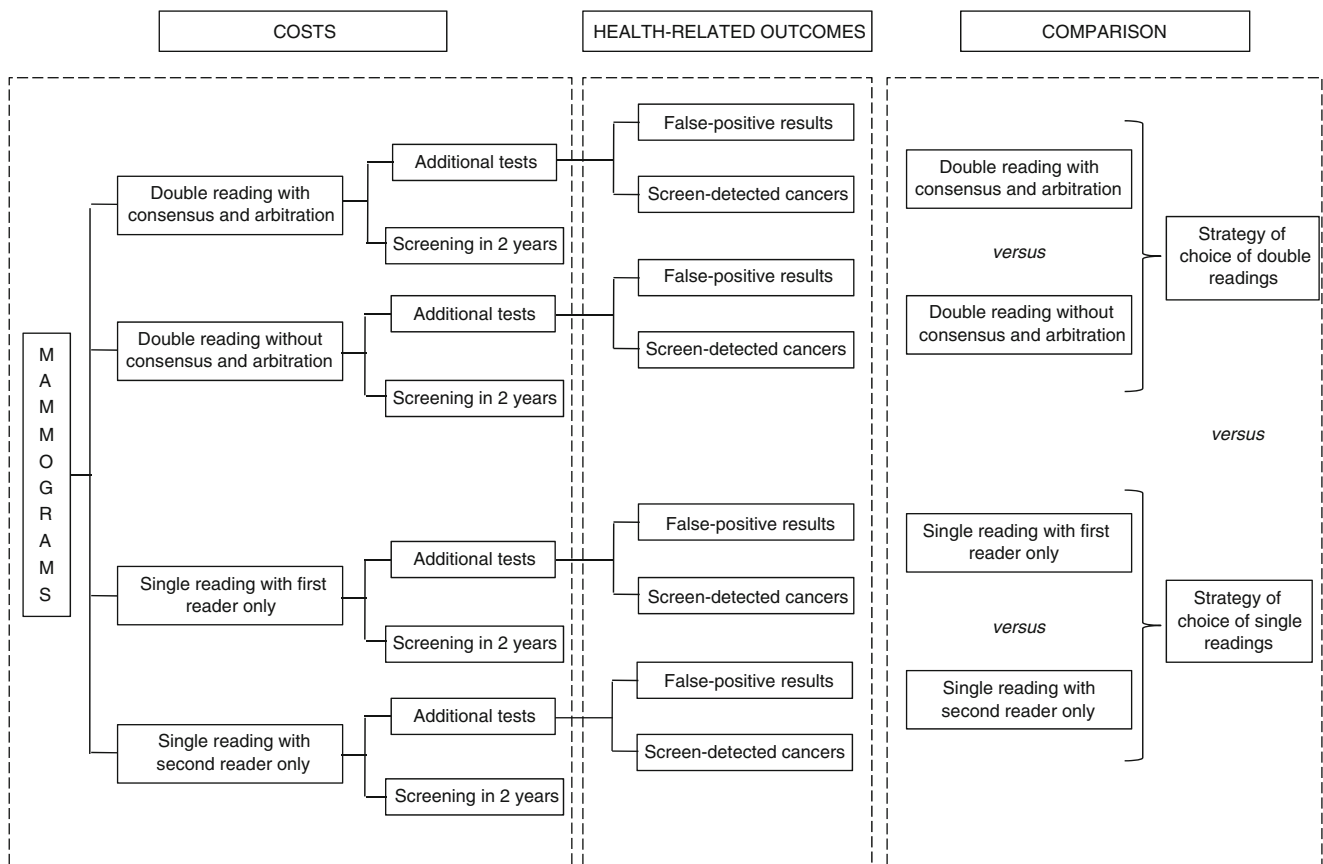 COSTS
HEALTH-RELATED OUTCOMES
COMPARISON
MAMMOGRAMS
Double reading with
consensus and arbitration
Additional tests
Screening in 2 years
False-positive results
Screen-detected cancers
Double reading without
consensus and arbitration
Additional tests
Screening in 2 years
False-positive results
Screen-detected cancers
Single reading with first
reader only
Additional tests
Screening in 2 years
False-positive results
Screen-detected cancers
Single reading with
second reader only
Additional tests
Screening in 2 years
False-positive results
Screen-detected cancers
Double reading with
consensus and arbitration
versus
Double reading without
consensus and arbitration
Strategy of
choice of double
readings
versus
Single reading with first
reader only
versus
Single reading with
second reader only
Strategy of
choice of single
readings